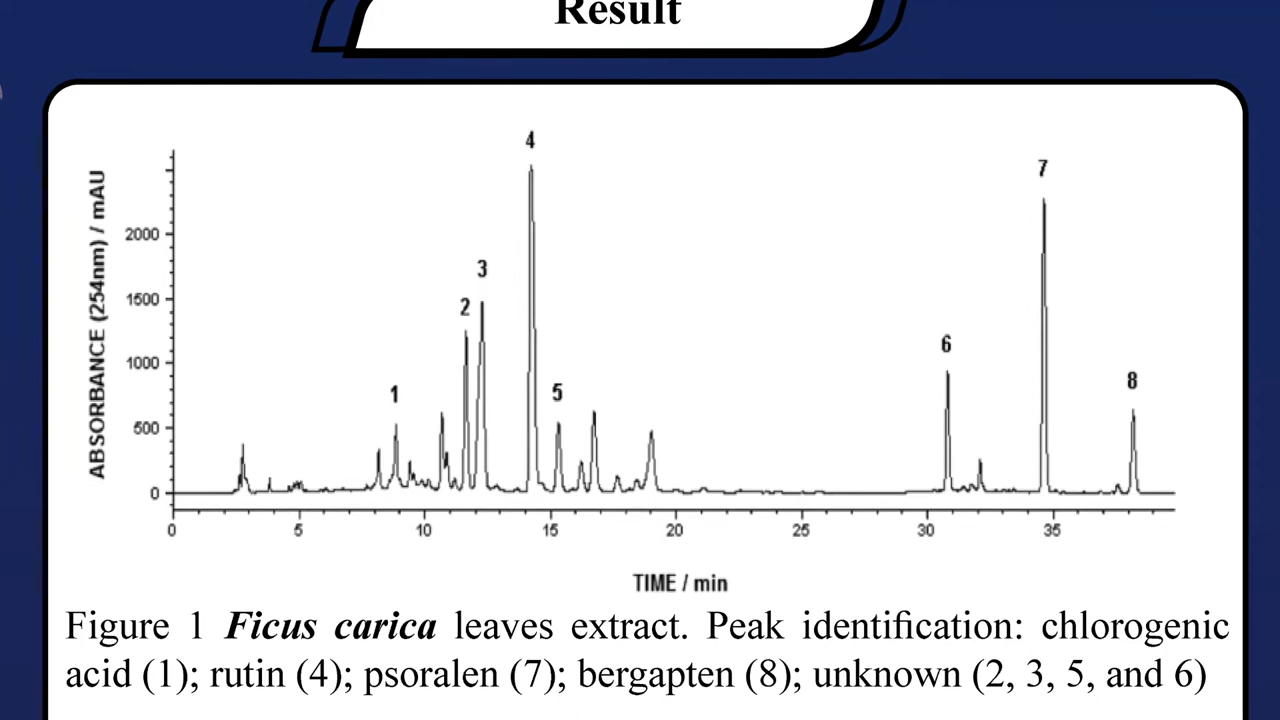 Result
4
7
3
2
6
1
5
8
ABSORBANCE (254nm) / mAU
2000
1500
1000
500
0
0 5 10 15 20 25 30 35
TIME / min
Figure 1 Ficus carica leaves extract. Peak identification: chlorogenic
acid (1); rutin (4); psoralen (7); bergapten (8); unknown (2, 3, 5, and 6)